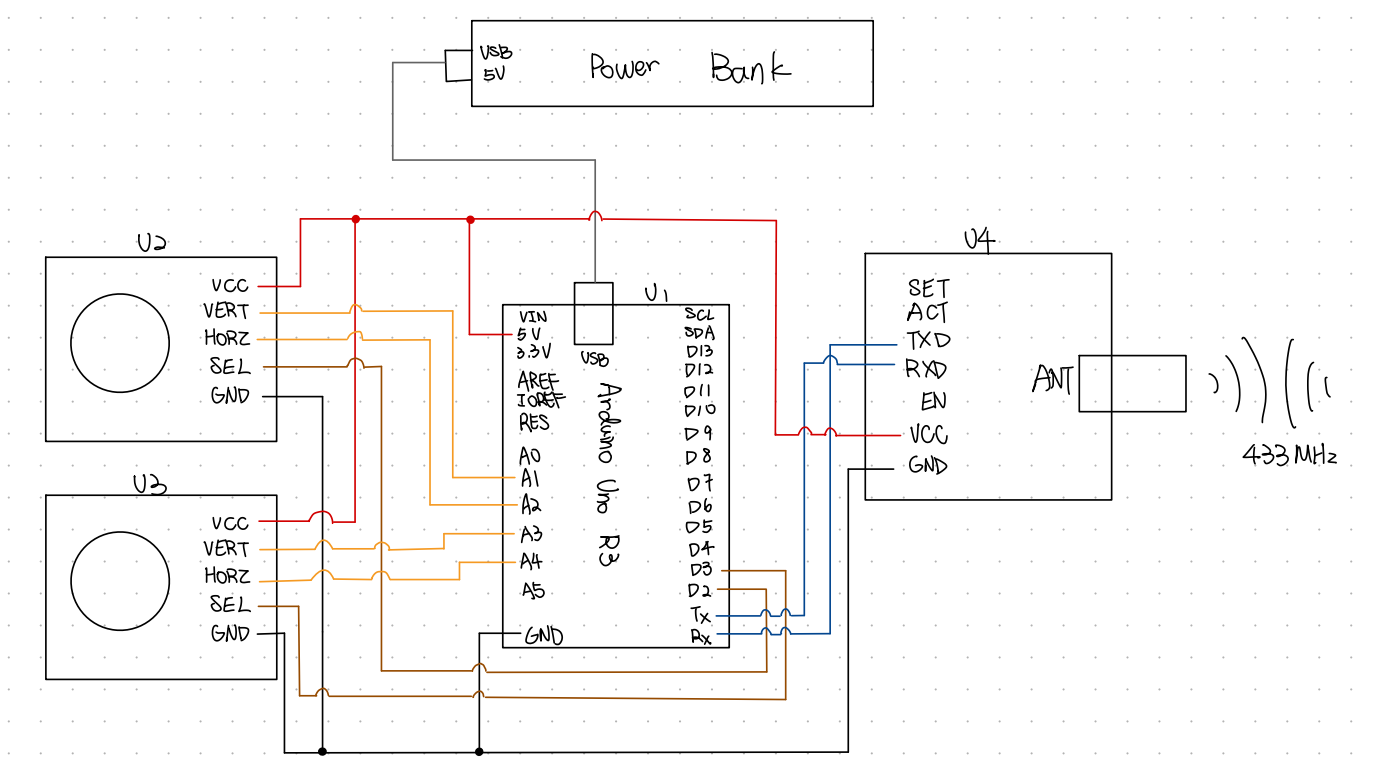 USB
5V
Power Bank
U2
VCC
VERT
HORZ
SEL
GND
U3
VCC
VERT
HORZ
SEL
GND
U1
VIN
5V
3.3V
AREF
IOREF
RES
A0
A1
A2
A3
A4
A5
GND
USB
Arduino Uno R3
SCL
SDA
D13
D12
D11
D10
D9
D8
D7
D6
D5
D4
D3
D2
Tx
Rx
U4
SET
ACT
TXD
RXD
EN
VCC
GND
ANT
433MHz